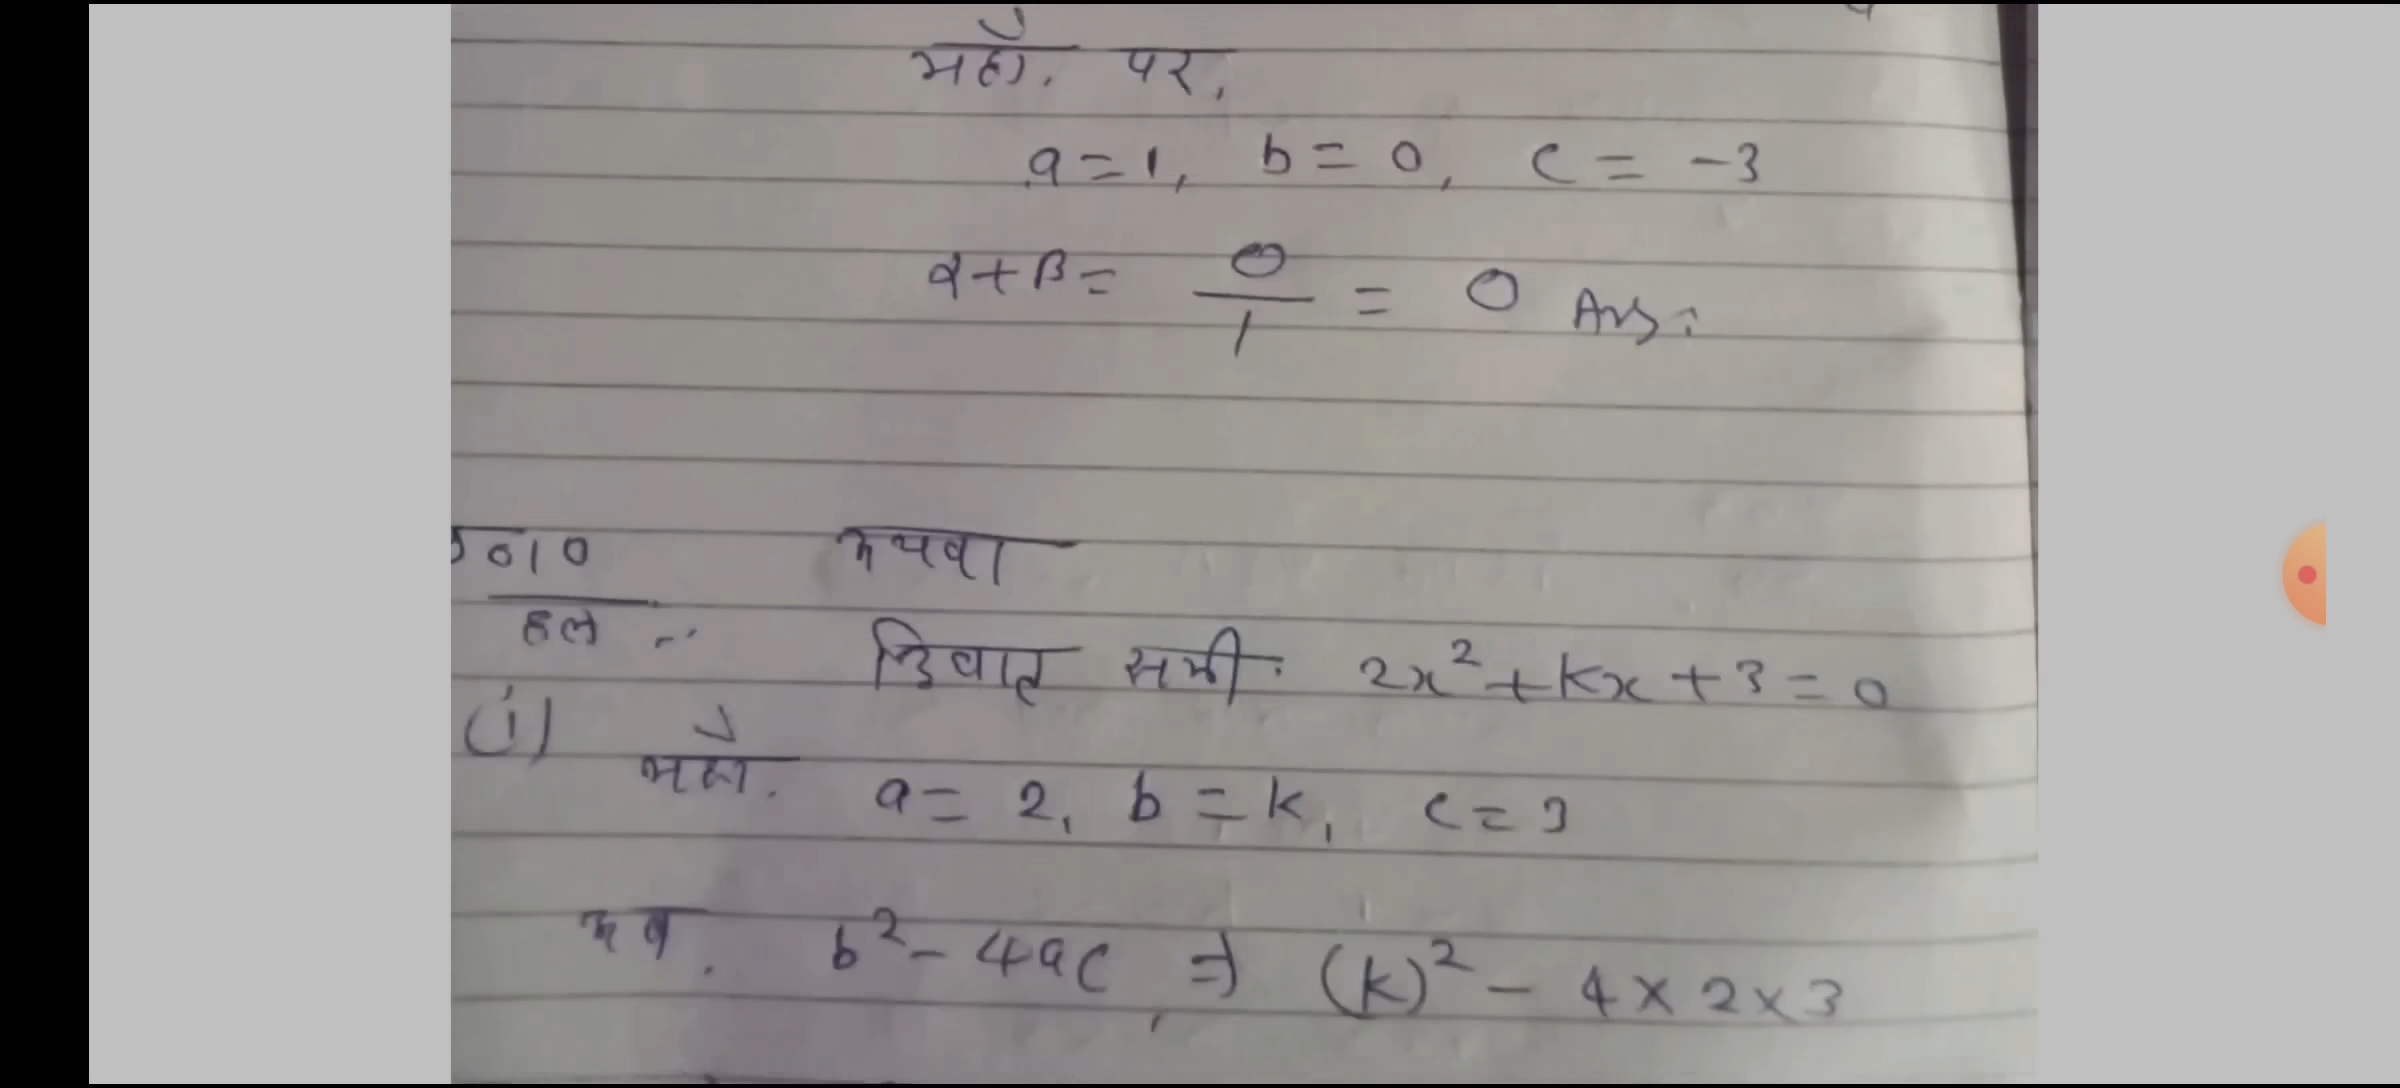 यहाँ पर,
a = 1, b = 0, c = -3
α + β = 0/1 = 0 Ans:
10 अथवा
हल :-
द्विघात समी. 2x² + kx + 3 = 0
(i) यहाँ. a = 2, b = k, c = 3
अब, b² - 4ac ⇒ (k)² - 4 × 2 × 3